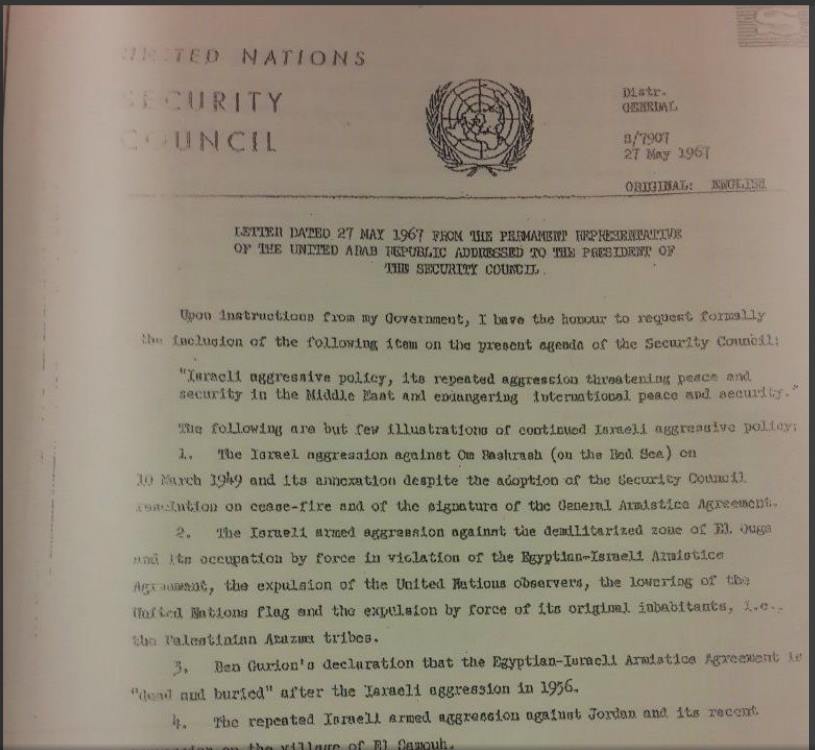 UNITED NATIONS
SECURITY
COUNCIL
Distr.
GENERAL
S/7907
27 May 1967
ORIGINAL: ENGLISH
LETTER DATED 27 MAY 1967 FROM THE PERMANENT REPRESENTATIVE
OF THE UNITED ARAB REPUBLIC ADDRESSED TO THE PRESIDENT OF
THE SECURITY COUNCIL
Upon instructions from my Government, I have the honour to request formally
the inclusion of the following item on the present agenda of the Security Council:
"Israeli aggressive policy, its repeated aggression threatening peace and
security in the Middle East and endangering international peace and security."
The following are but few illustrations of continued Israeli aggressive policy:
1. The Israel aggression against Om Rashrash (on the Red Sea) on
10 March 1949 and its annexation despite the adoption of the Security Council
resolution on cease-fire and of the signature of the General Armistice Agreement.
2. The Israeli armed aggression against the demilitarized zone of El Ouga
and its occupation by force in violation of the Egyptian-Israeli Armistice
Agreement, the expulsion of the United Nations observers, the lowering of the
United Nations flag and the expulsion by force of its original inhabitants, i.e.,
the Palestinian Azazma tribes.
3. Ben Gurion's declaration that the Egyptian-Israeli Armistice Agreement is
"dead and buried" after the Israeli aggression in 1956.
4. The repeated Israeli armed aggression against Jordan and its recent
on the village of El Samouh.